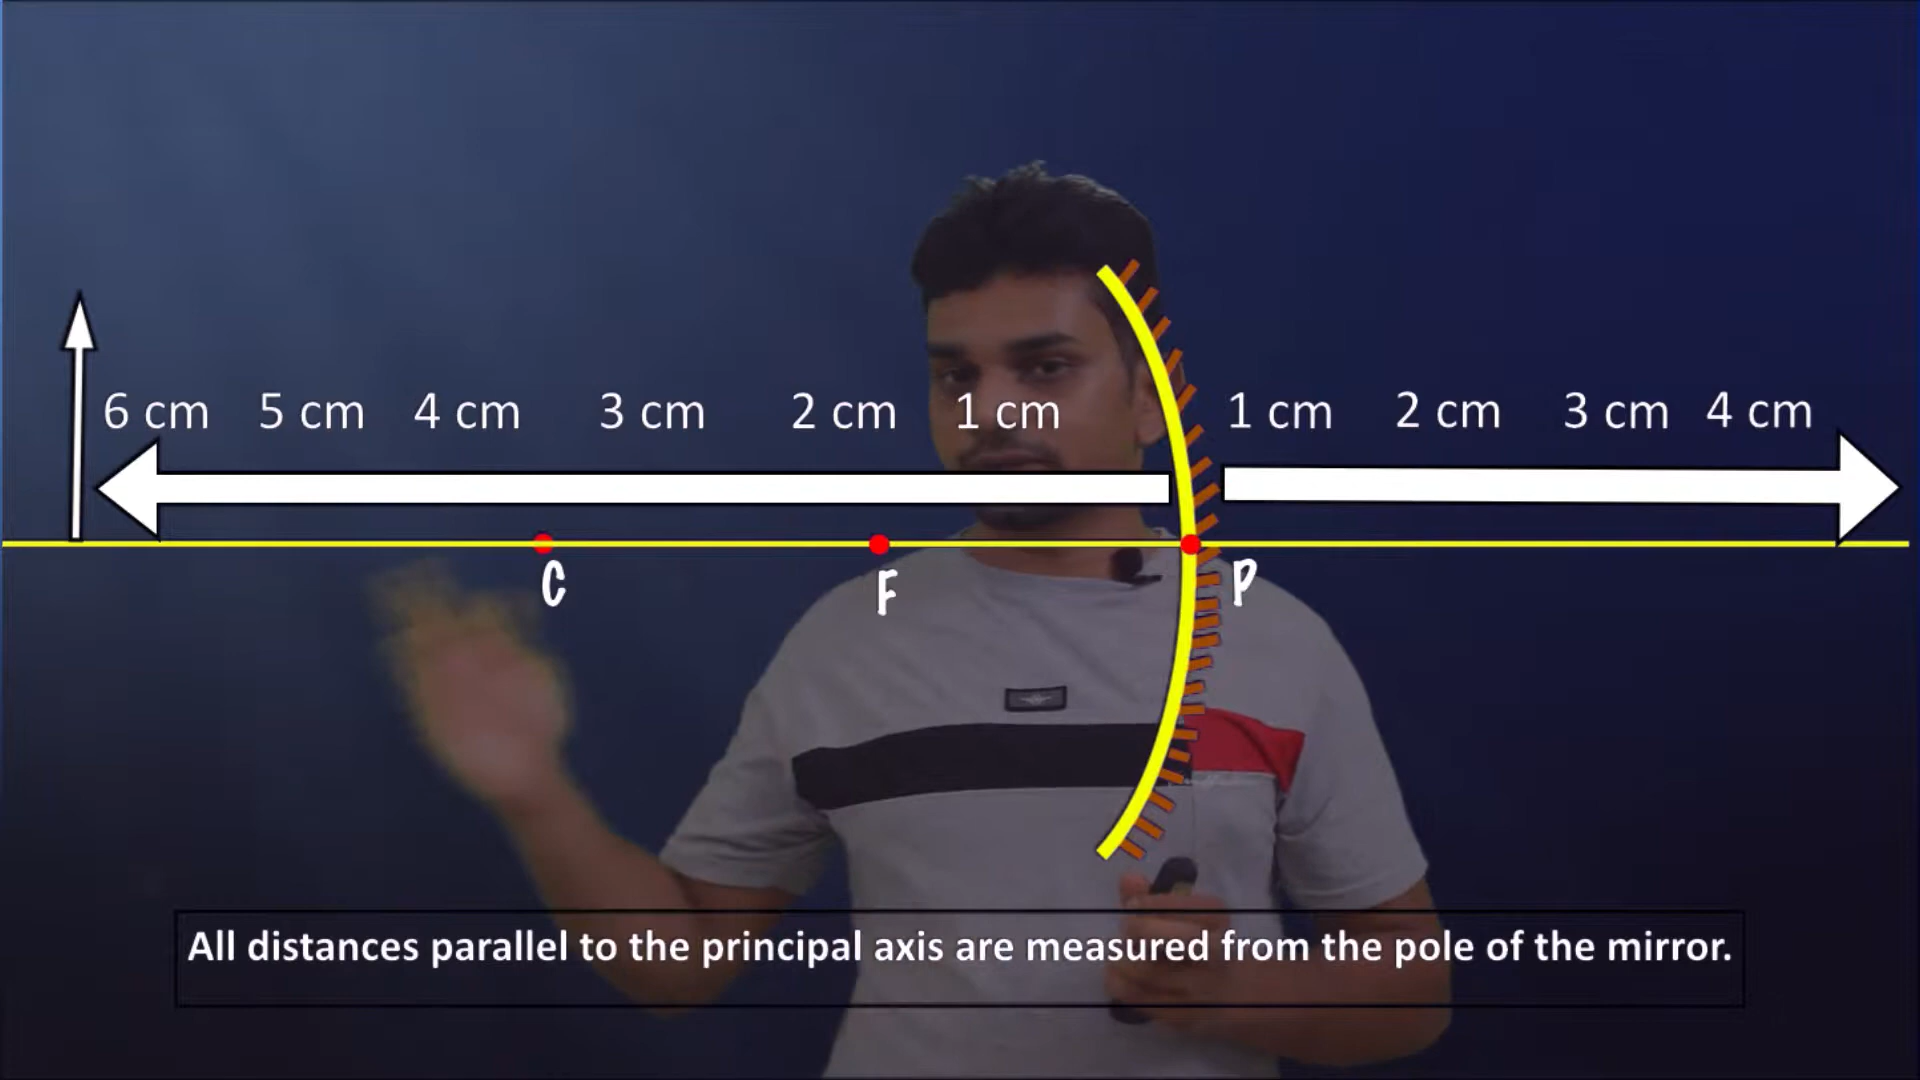 6 cm 5 cm 4 cm 3 cm 2 cm 1 cm 1 cm 2 cm 3 cm 4 cm
C F P
All distances parallel to the principal axis are measured from the pole of the mirror.